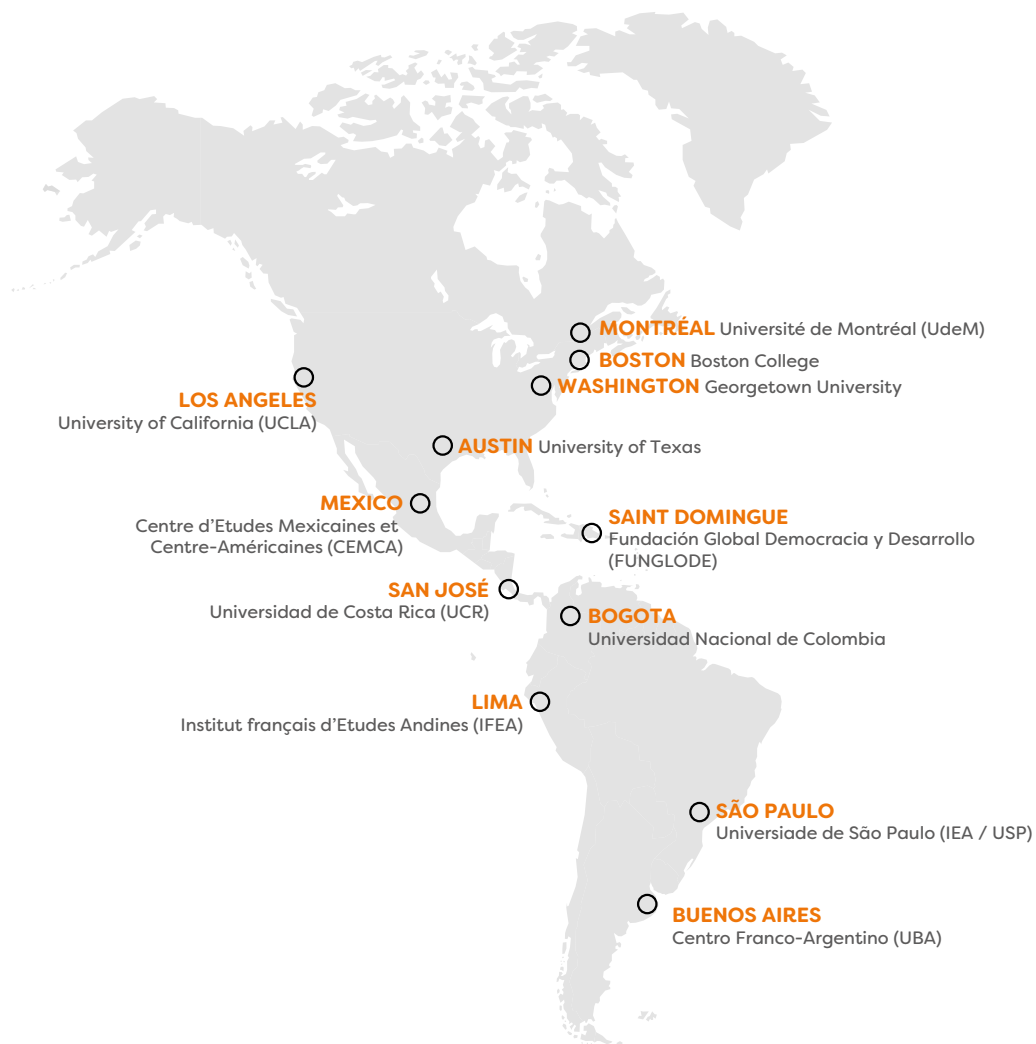 MONTRÉAL Université de Montréal (UdeM)
BOSTON Boston College
WASHINGTON Georgetown University
LOS ANGELES
University of California (UCLA)
AUSTIN University of Texas
MEXICO
Centre d'Etudes Mexicaines et
Centre-Américaines (CEMCA)
SAINT DOMINGUE
Fundación Global Democracia y Desarrollo
(FUNGLODE)
SAN JOSÉ
Universidad de Costa Rica (UCR)
BOGOTA
Universidad Nacional de Colombia
LIMA
Institut français d'Etudes Andines (IFEA)
SÃO PAULO
Universiade de São Paulo (IEA / USP)
BUENOS AIRES
Centro Franco-Argentino (UBA)